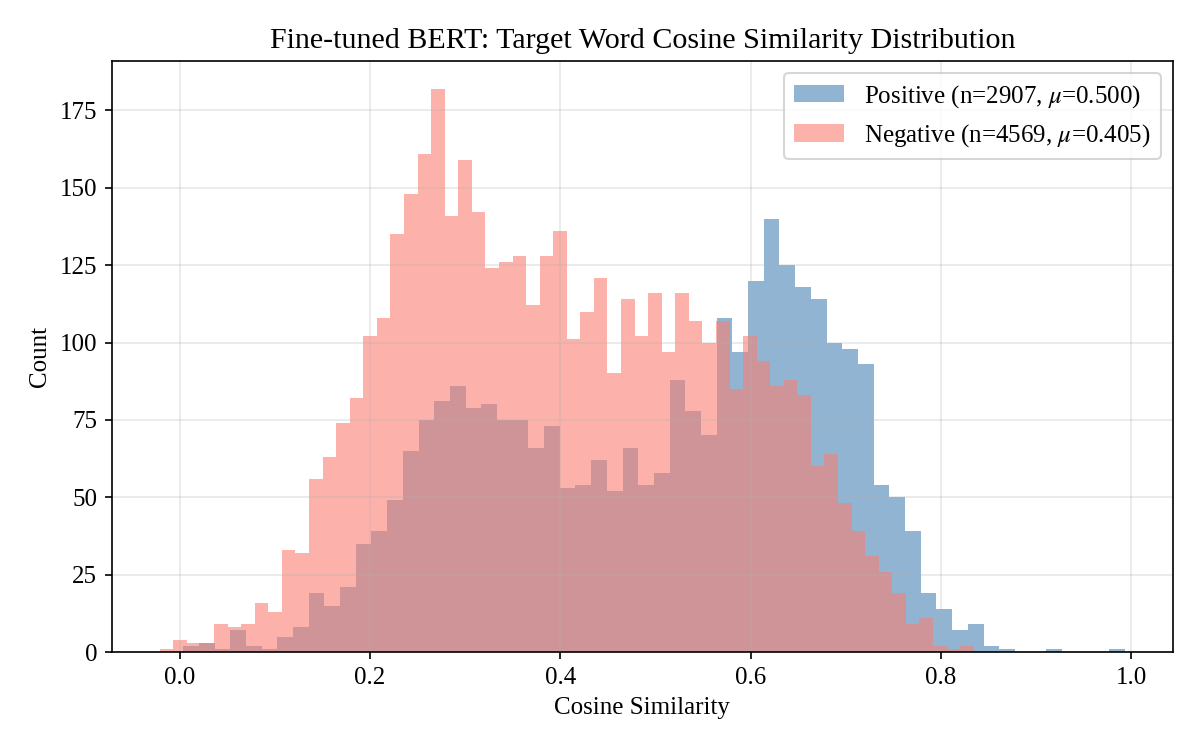 Fine-tuned BERT: Target Word Cosine Similarity Distribution
Positive (n=2907, μ=0.500)
Negative (n=4569, μ=0.405)
175
150
125
100
75
50
25
0
Count
0.0 0.2 0.4 0.6 0.8 1.0
Cosine Similarity